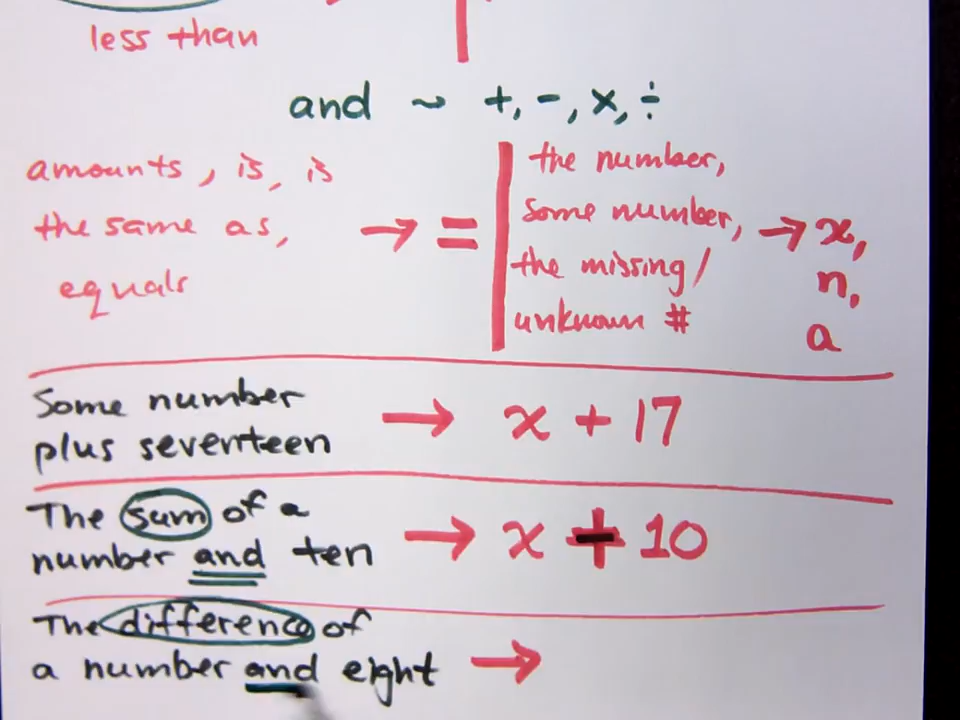 less than
and ~ +, -, ×, ÷
amounts, is, is
the same as,
equals
→ =
the number,
some number,
the missing/
unknown #
→ x,
n,
a
Some number
plus seventeen
→ x + 17
The sum of a
number and ten
→ x + 10
The difference of
a number and eight
→